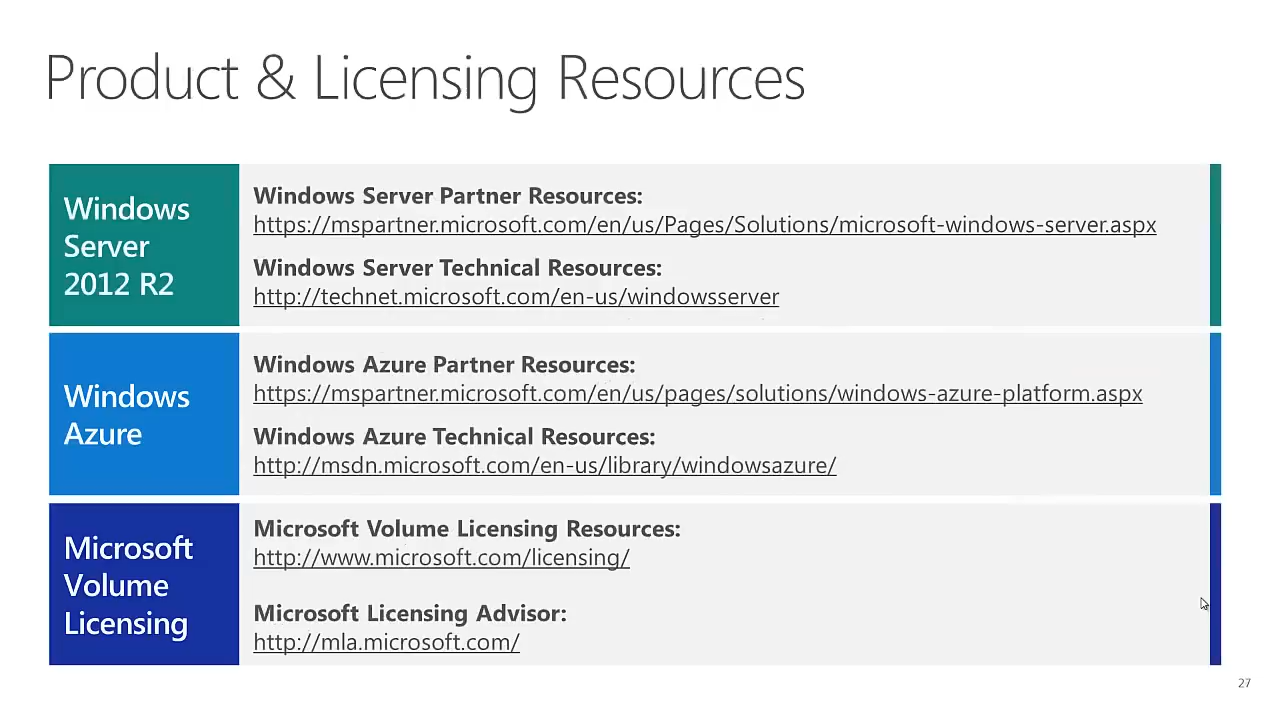 Product & Licensing Resources
Windows
Server
2012 R2
Windows Server Partner Resources:
https://mspartner.microsoft.com/en/us/Pages/Solutions/microsoft-windows-server.aspx
Windows Server Technical Resources:
http://technet.microsoft.com/en-us/windowsserver
Windows
Azure
Windows Azure Partner Resources:
https://mspartner.microsoft.com/en/us/pages/solutions/windows-azure-platform.aspx
Windows Azure Technical Resources:
http://msdn.microsoft.com/en-us/library/windowsazure/
Microsoft
Volume
Licensing
Microsoft Volume Licensing Resources:
http://www.microsoft.com/licensing/
Microsoft Licensing Advisor:
http://mla.microsoft.com/
27